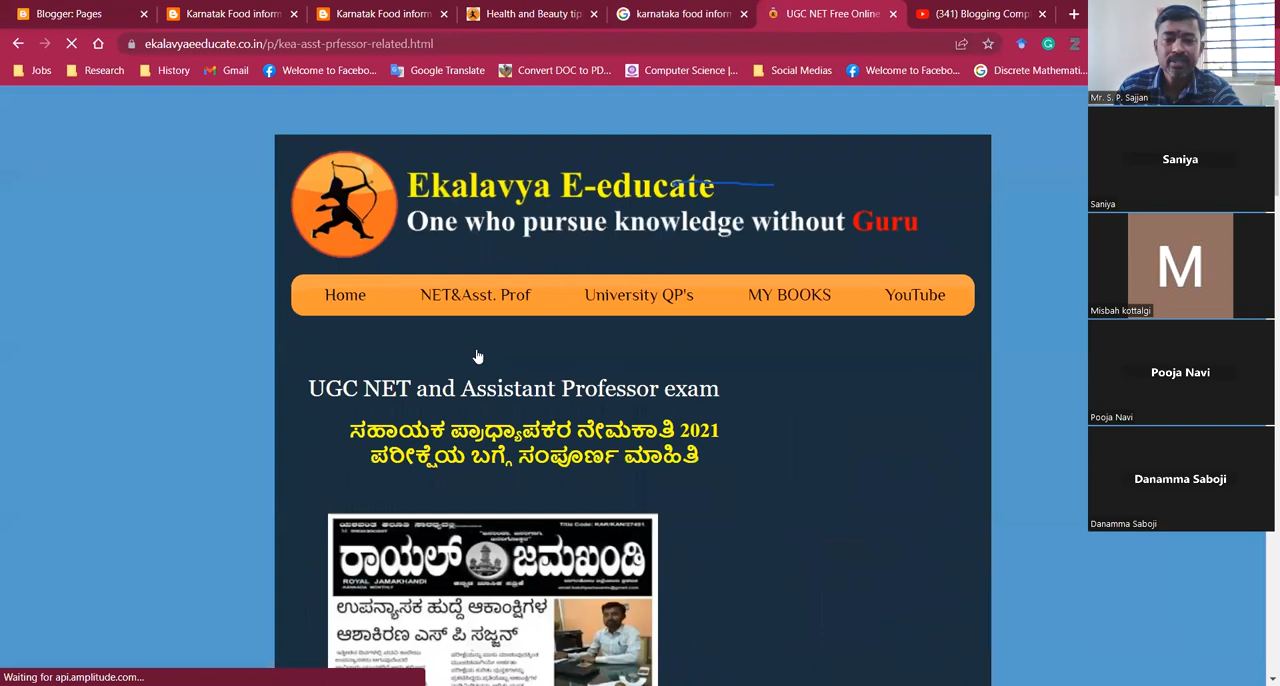 Blogger: Pages
Karnatak Food inform
Karnatak Food inform
Health and Beauty tip
karnataka food inform
UGC NET Free Online
(341) Blogging Comp
ekalavyaeeducate.co.in/p/kea-asst-prfessor-related.html
Jobs
Research
History
Gmail
Welcome to Facebo...
Google Translate
Convert DOC to PD...
Computer Science |...
Social Medias
Welcome to Facebo...
Discrete Mathemati...
Mr. S. P. Sajjan
Saniya
Saniya
M
Misbah kottalgi
Pooja Navi
Pooja Navi
Danamma Saboji
Danamma Saboji
Ekalavya E-educate
One who pursue knowledge without Guru
Home
NET&Asst. Prof
University QP's
MY BOOKS
YouTube
UGC NET and Assistant Professor exam
ಸಹಾಯಕ ಪ್ರಾಧ್ಯಾಪಕರ ನೇಮಕಾತಿ 2021
ಪರೀಕ್ಷೆಯ ಬಗ್ಗೆ ಸಂಪೂರ್ಣ ಮಾಹಿತಿ
Title Code: RAR/KAN/27491
ರಾಯಲ್ ಜಮಖಂಡಿ
ROYAL JAMAKHANDI
ಉಪನ್ಯಾಸಕ ಹುದ್ದೆ ಆಕಾಂಕ್ಷಿಗಳ
ಆಶಾಕಿರಣ ಎಸ್ ಪಿ ಸಜ್ಜನ್
Waiting for api.amplitude.com...